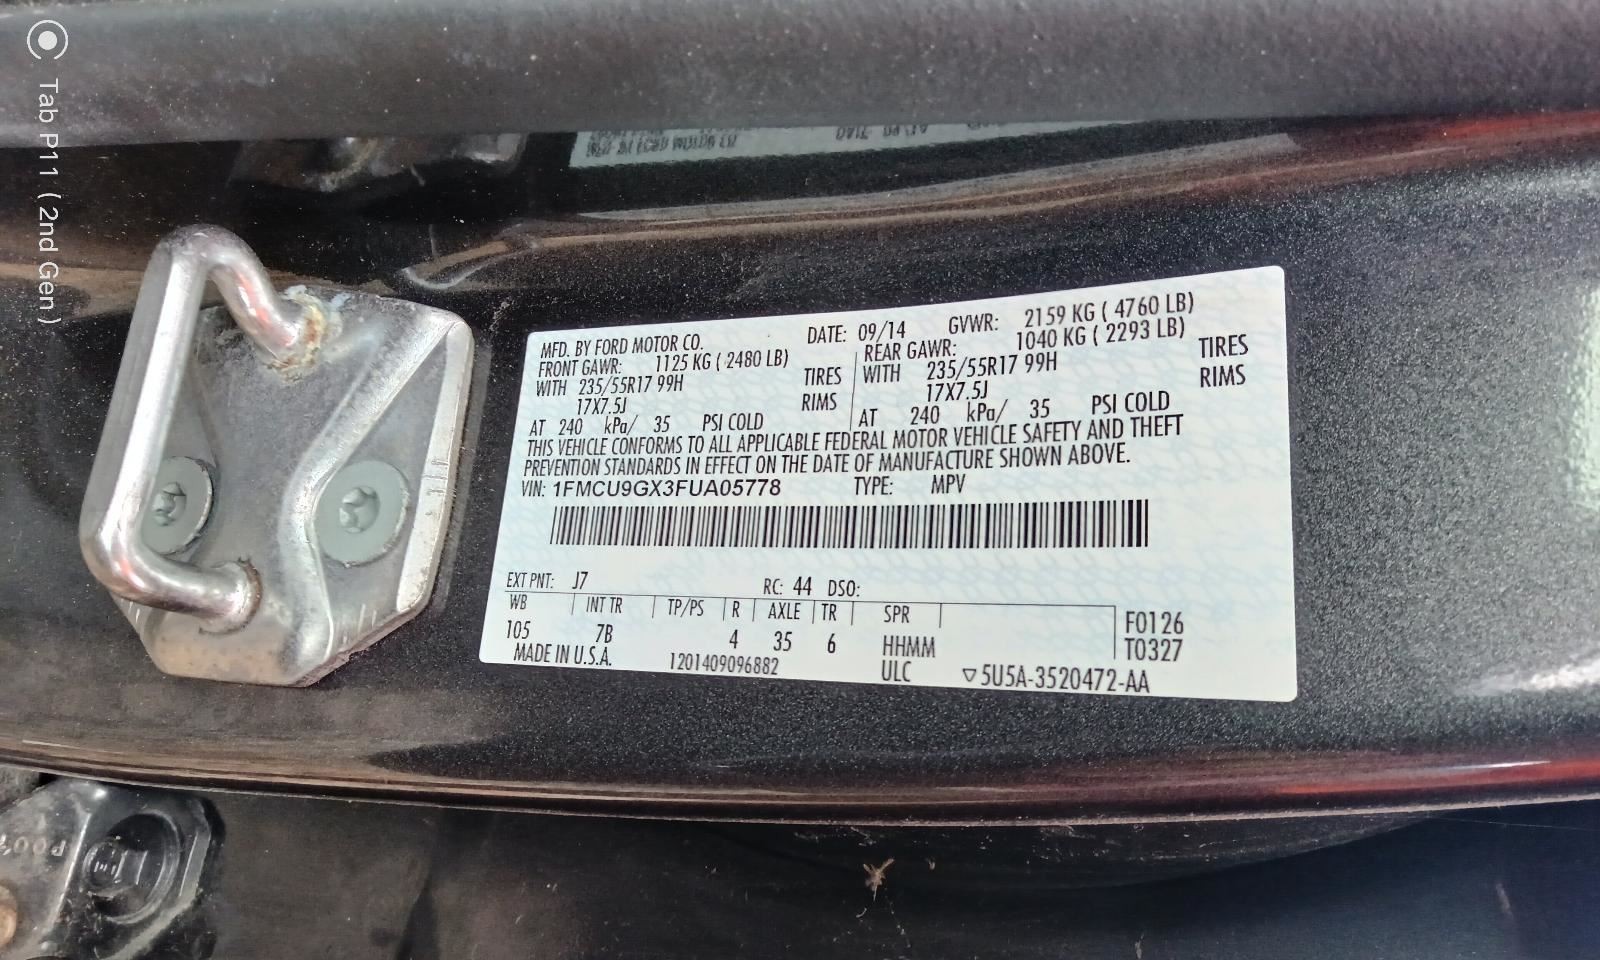 Tab P11 ( 2nd Gen )
MFD. BY FORD MOTOR CO. DATE: 09/14 GVWR: 2159 KG ( 4760 LB)
FRONT GAWR: 1125 KG ( 2480 LB) REAR GAWR: 1040 KG ( 2293 LB)
WITH 235/55R17 99H TIRES WITH 235/55R17 99H TIRES
17X7.5J RIMS 17X7.5J RIMS
AT 240 kPa/ 35 PSI COLD AT 240 kPa/ 35 PSI COLD
THIS VEHICLE CONFORMS TO ALL APPLICABLE FEDERAL MOTOR VEHICLE SAFETY AND THEFT
PREVENTION STANDARDS IN EFFECT ON THE DATE OF MANUFACTURE SHOWN ABOVE.
VIN: 1FMCU9GX3FUA05778 TYPE: MPV
EXT PNT: J7 RC: 44 DSO:
WB INT TR TP/PS R AXLE TR SPR
105 7B 4 35 6 HHMM F0126
T0327
MADE IN U.S.A. 1201409096882 ULC ▽5U5A-3520472-AA